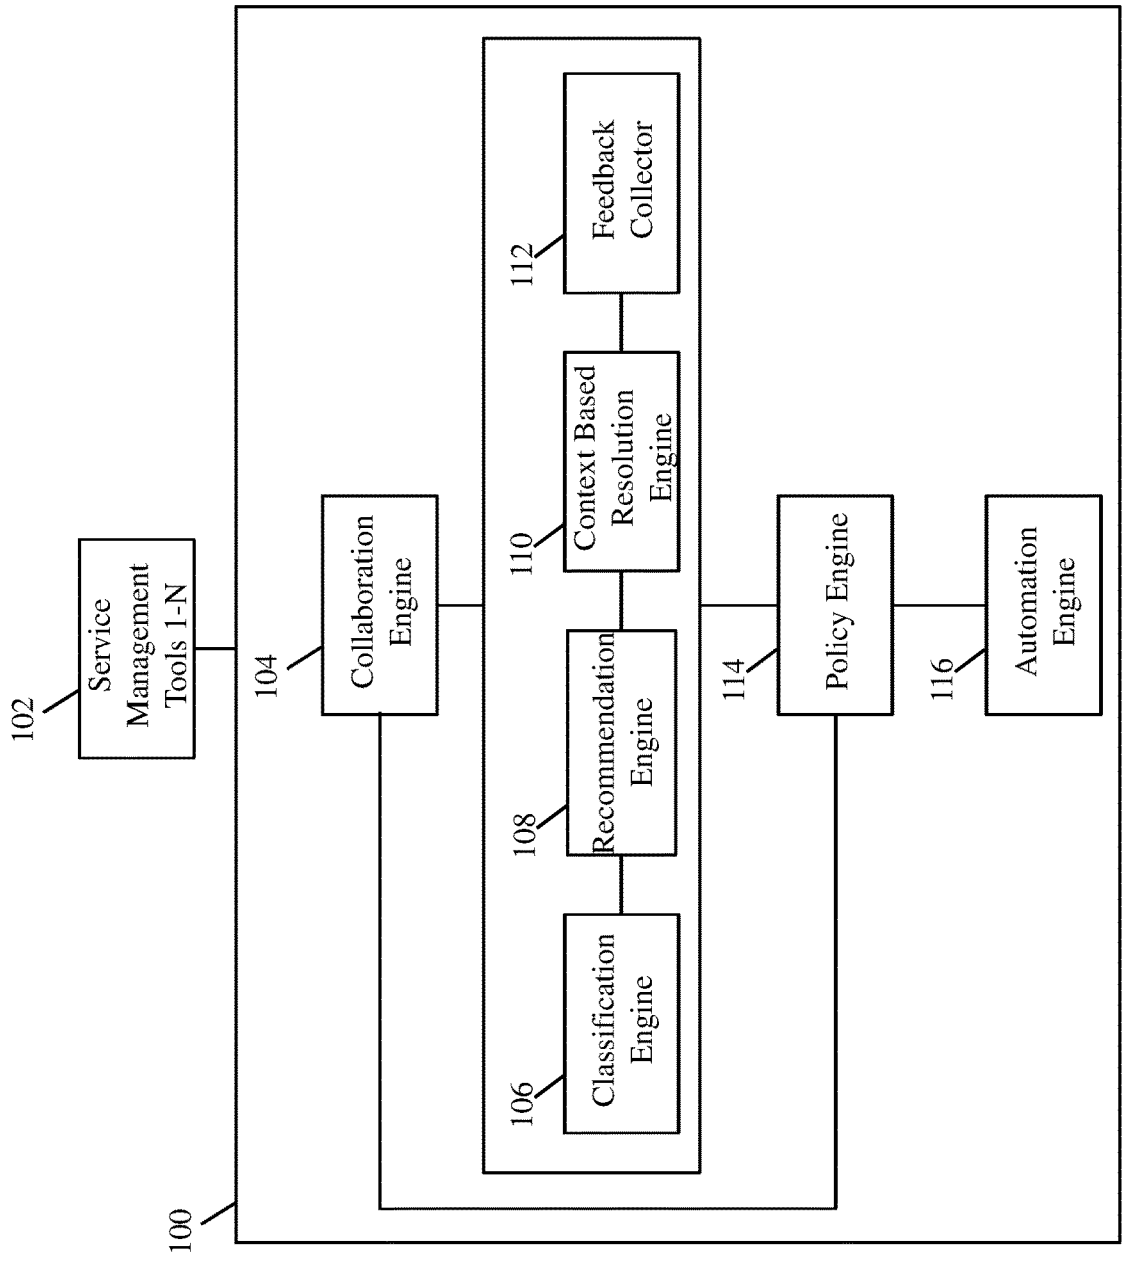 102
Service
Management
Tools 1-N
100
104
Collaboration
Engine
106
Classification
Engine
108
Recommendation
Engine
110
Context Based
Resolution
Engine
112
Feedback
Collector
114
Policy Engine
116
Automation
Engine